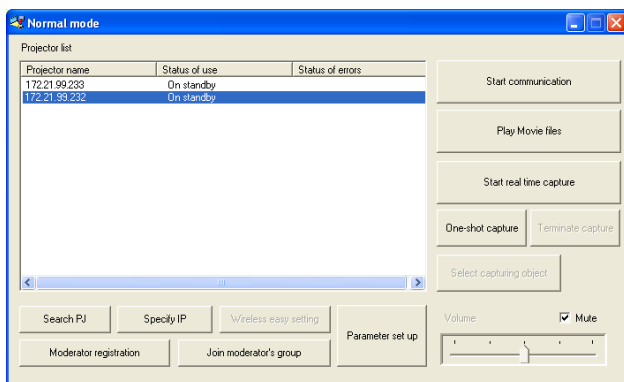 Normal mode
Projector list
Projector name Status of use Status of errors
172.21.99.233 On standby
172.21.99.232 On standby
Start communication
Play Movie files
Start real time capture
One-shot capture Terminate capture
Select capturing object
Search PJ Specify IP Wireless easy setting Parameter set up
Volume Mute
Moderator registration Join moderator's group